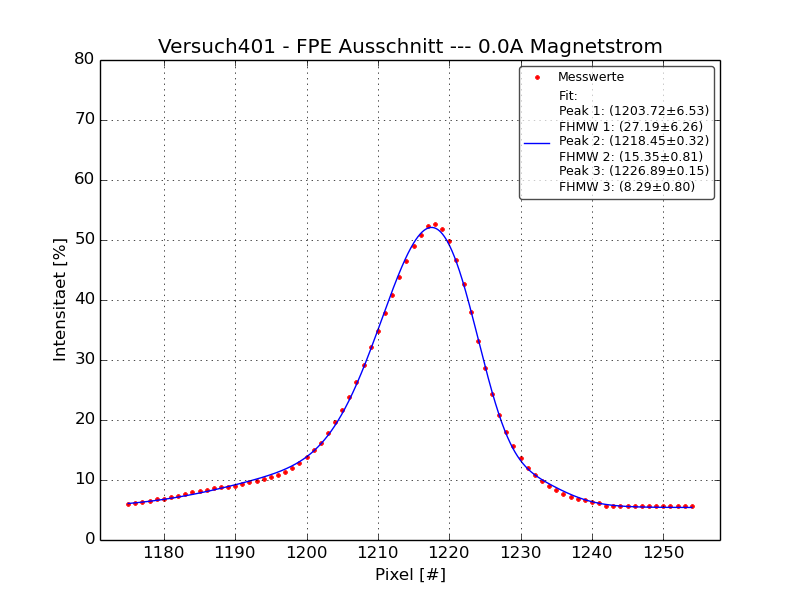 Versuch401 - FPE Ausschnitt --- 0.0A Magnetstrom
80
70
60
50
40
30
20
10
0
Intensitaet [%]
Messwerte
Fit:
Peak 1: (1203.72±6.53)
FHMW 1: (27.19±6.26)
Peak 2: (1218.45±0.32)
FHMW 2: (15.35±0.81)
Peak 3: (1226.89±0.15)
FHMW 3: (8.29±0.80)
1180 1190 1200 1210 1220 1230 1240 1250
Pixel [#]